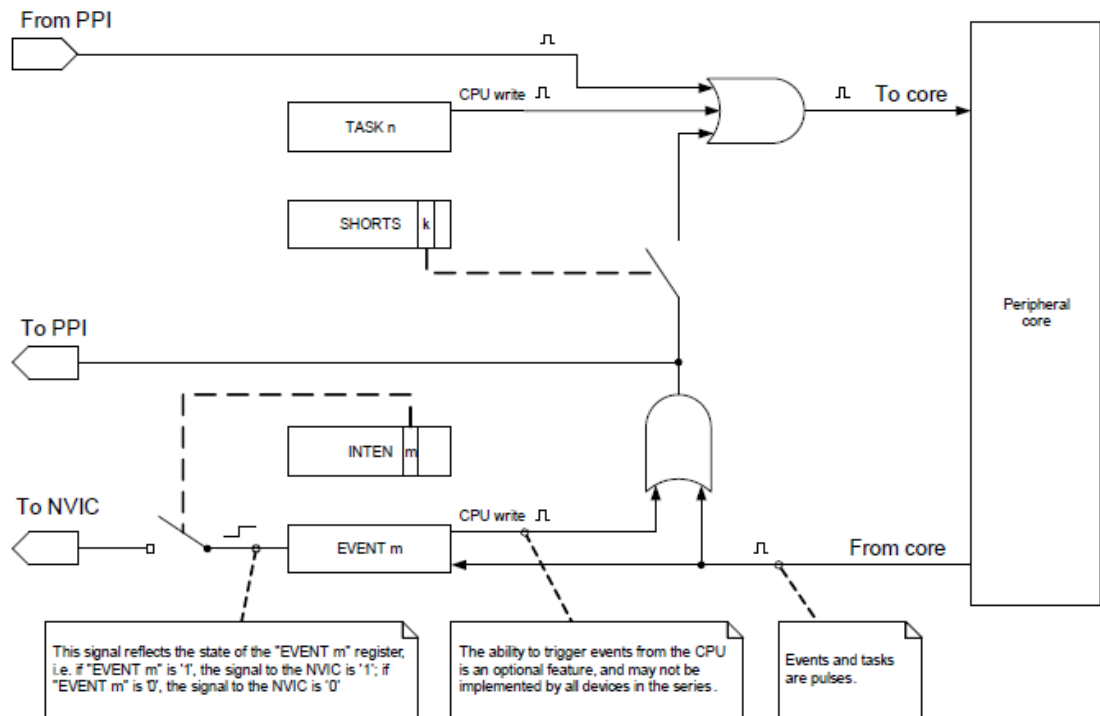 From PPI
CPU write
To core
TASK n
SHORTS k
Peripheral
core
To PPI
INTEN m
To NVIC
CPU write
EVENT m
From core
This signal reflects the state of the "EVENT m" register,
i.e. if "EVENT m" is '1', the signal to the NVIC is '1'; if
"EVENT m" is '0', the signal to the NVIC is '0'
The ability to trigger events from the CPU
is an optional feature, and may not be
implemented by all devices in the series.
Events and tasks
are pulses.